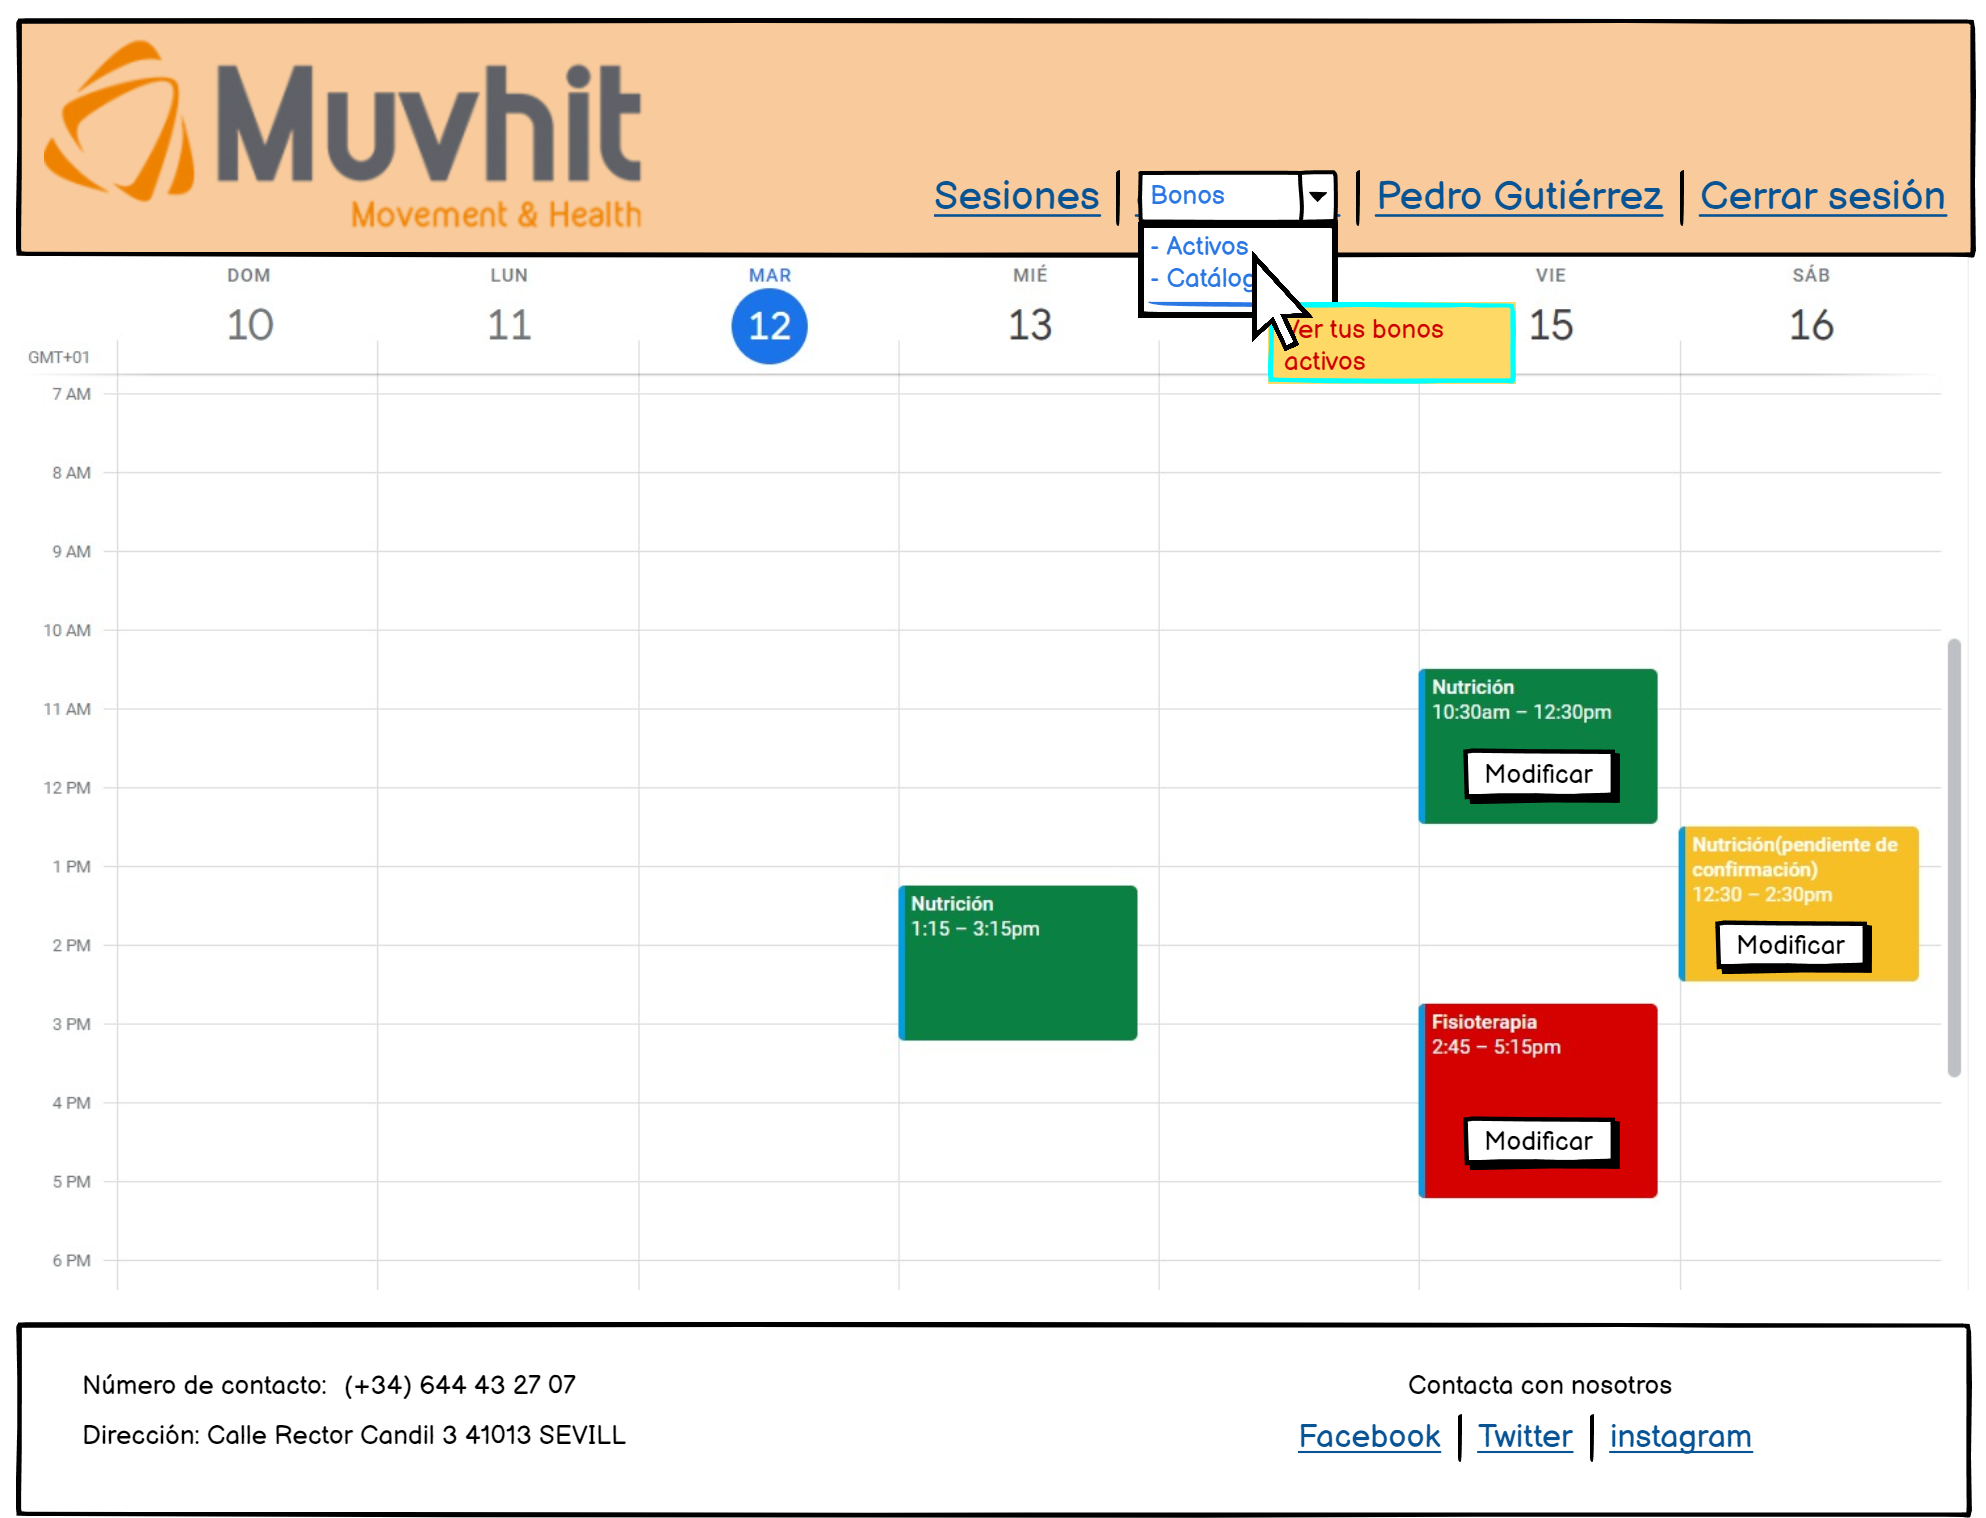 Muvhit
Movement & Health
Sesiones
Bonos
Pedro Gutiérrez
Cerrar sesión
- Activos
- Catálog
Ver tus bonos
activos
DOM
LUN
MAR
MIÉ
VIE
SÁB
10
11
12
13
15
16
GMT+01
7 AM
8 AM
9 AM
10 AM
11 AM
12 PM
1 PM
2 PM
3 PM
4 PM
5 PM
6 PM
Nutrición
1:15 – 3:15pm
Nutrición
10:30am – 12:30pm
Modificar
Nutrición(pendiente de
confirmación)
12:30 – 2:30pm
Modificar
Fisioterapia
2:45 – 5:15pm
Modificar
Número de contacto: (+34) 644 43 27 07
Dirección: Calle Rector Candil 3 41013 SEVILL
Contacta con nosotros
Facebook
Twitter
instagram